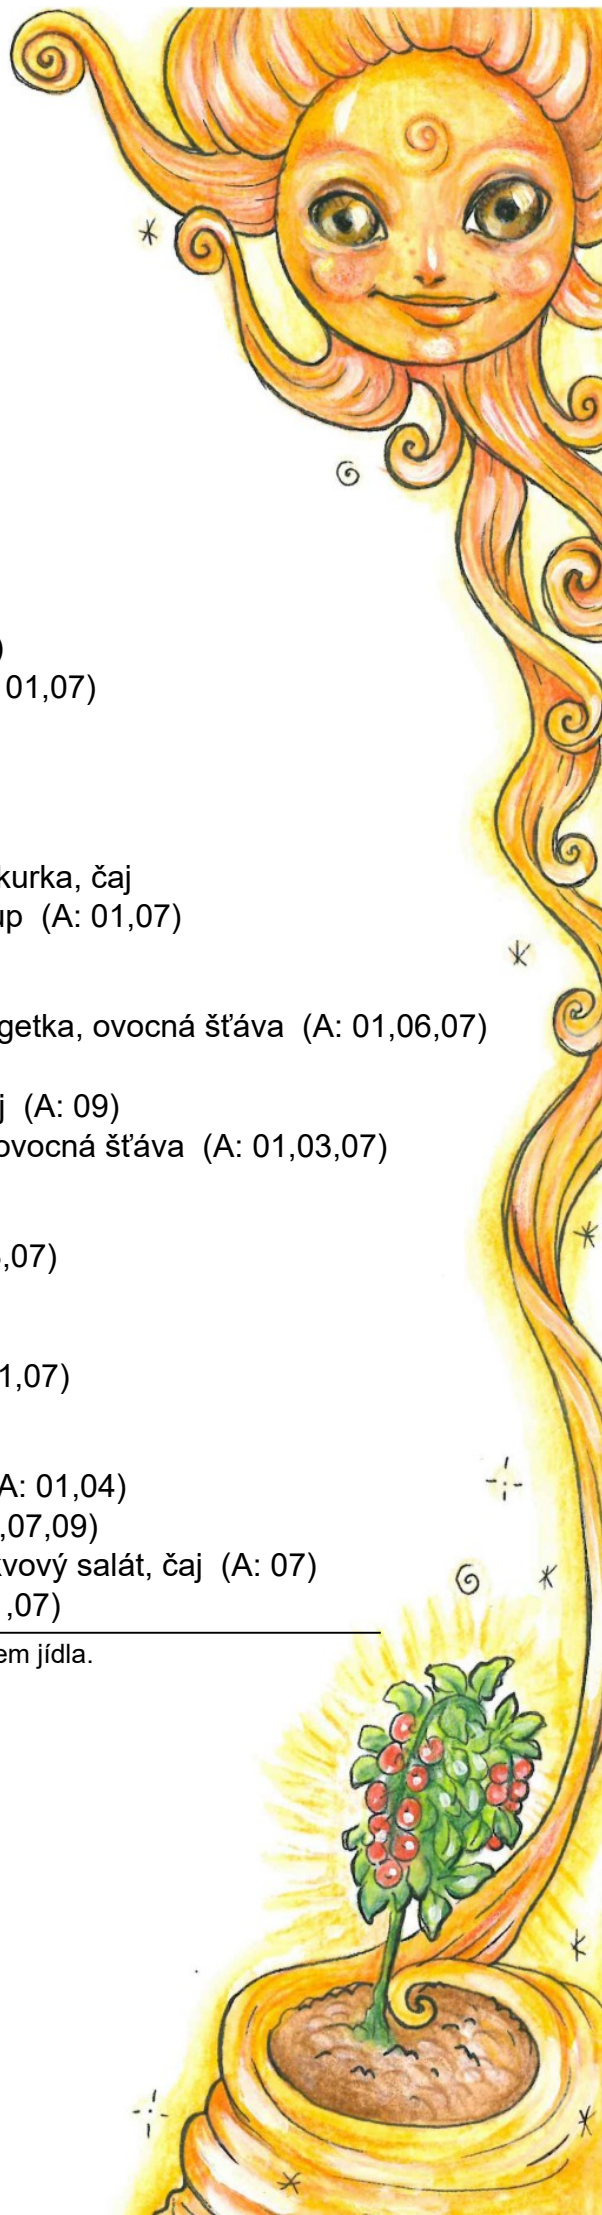 )
01,07)
kurka, čaj
up (A: 01,07)
getka, ovocná šťáva (A: 01,06,07)
j (A: 09)
ovocná šťáva (A: 01,03,07)
,07)
1,07)
A: 01,04)
,07,09)
kvový salát, čaj (A: 07)
,07)
em jídla.